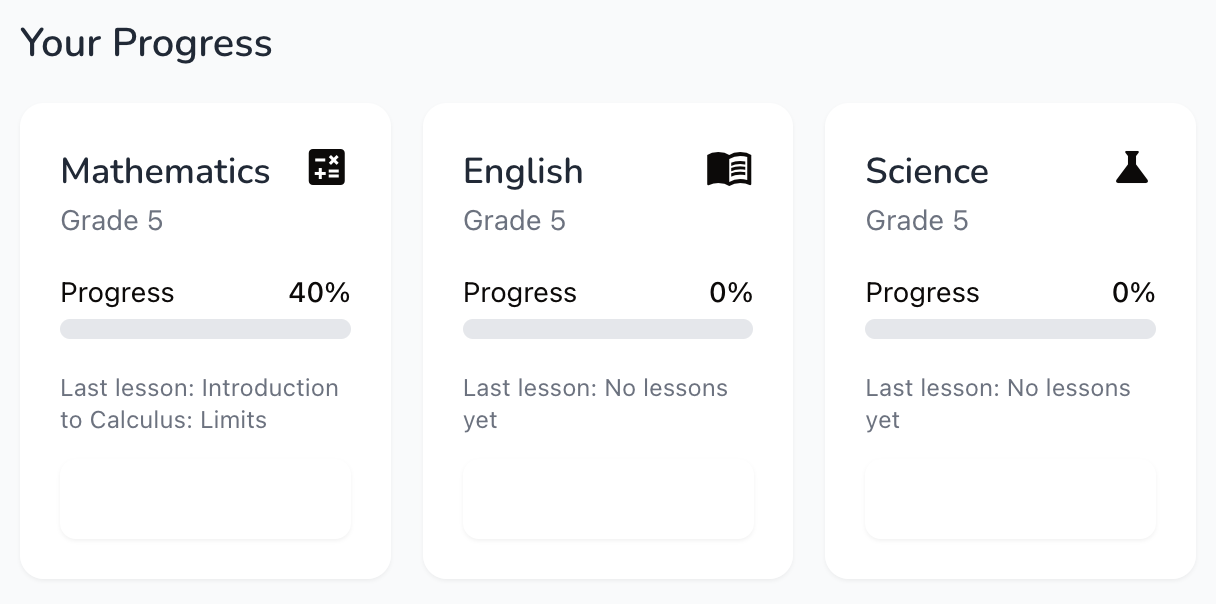 Your Progress
Mathematics
Grade 5
Progress 40%
Last lesson: Introduction
to Calculus: Limits
English
Grade 5
Progress 0%
Last lesson: No lessons
yet
Science
Grade 5
Progress 0%
Last lesson: No lessons
yet